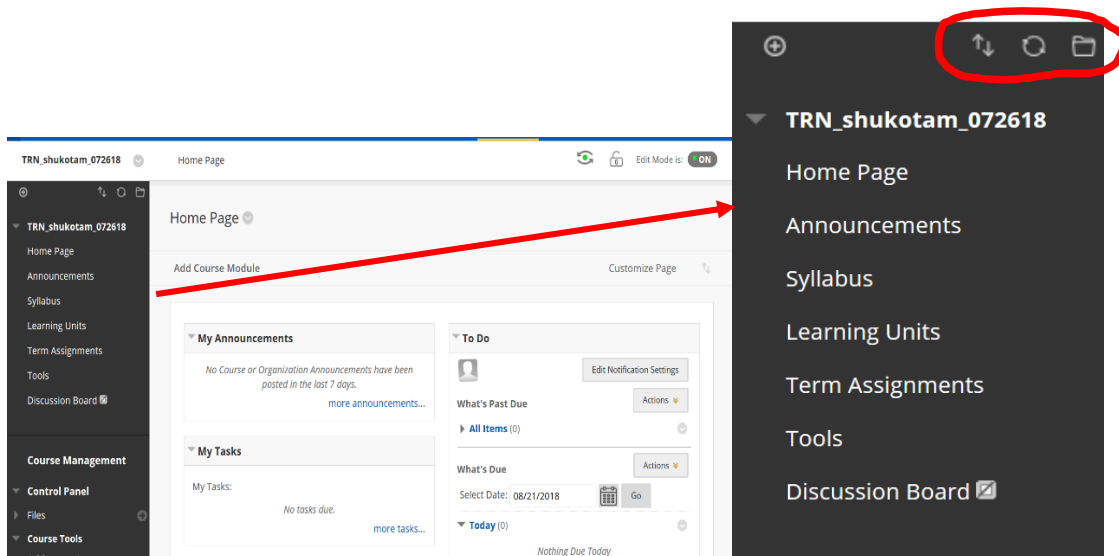 TRN_shukotam_072618
Home Page
Edit Mode is:
ON
TRN_shukotam_072618
Home Page
Announcements
Syllabus
Learning Units
Term Assignments
Tools
Discussion Board
Course Management
Control Panel
Files
Course Tools
Home Page
Add Course Module
Customize Page
My Announcements
No Course or Organization Announcements have been
posted in the last 7 days.
more announcements...
My Tasks
My Tasks:
No tasks due.
more tasks...
To Do
Edit Notification Settings
What's Past Due
Actions
All Items (0)
What's Due
Actions
Select Date: 08/21/2018
Go
Today (0)
Nothing Due Today
TRN_shukotam_072618
Home Page
Announcements
Syllabus
Learning Units
Term Assignments
Tools
Discussion Board